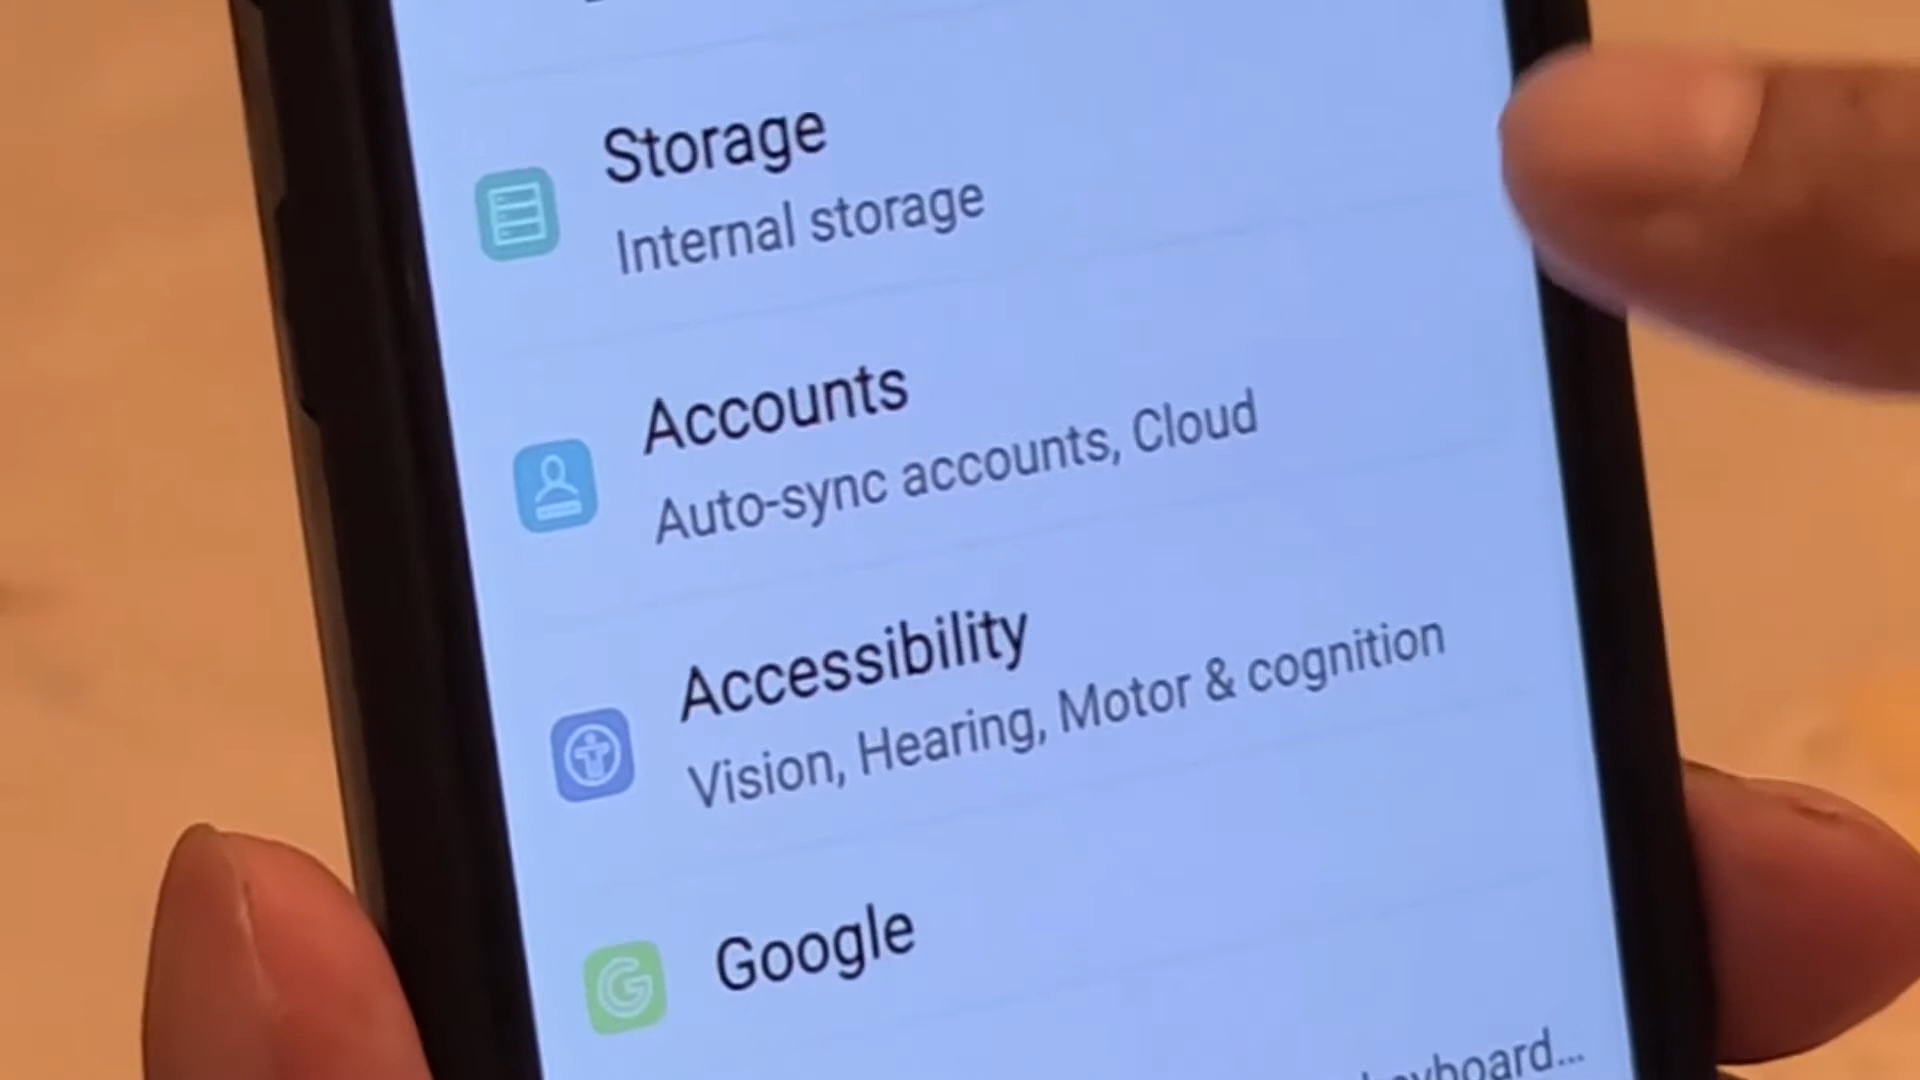 Storage
Internal storage
Accounts
Auto-sync accounts, Cloud
Accessibility
Vision, Hearing, Motor & cognition
Google